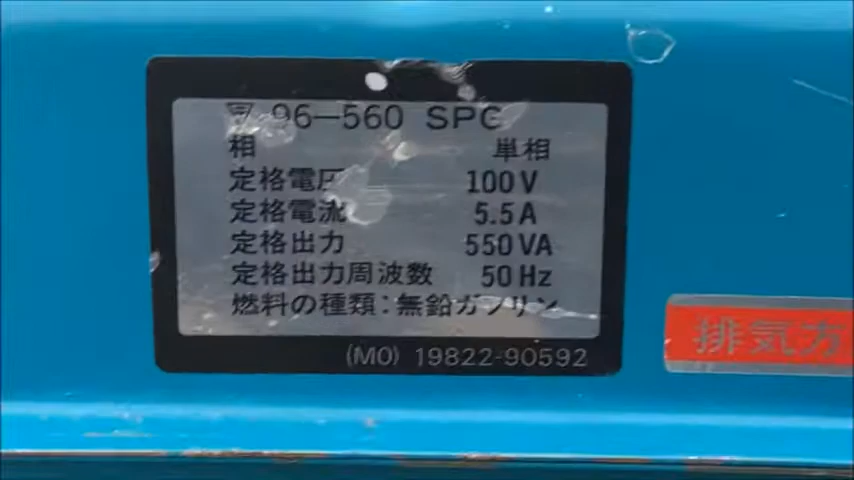 96-560 SPG
相 単相
定格電圧 100V
定格電流 5.5A
定格出力 550VA
定格出力周波数 50Hz
燃料の種類:無鉛ガソリン
(M0) 19822-90592
排気方